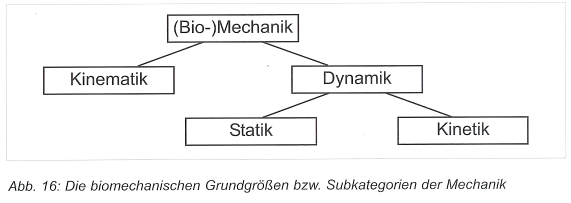 (Bio-)Mechanik
Kinematik
Dynamik
Statik
Kinetik
Abb. 16: Die biomechanischen Grundgrößen bzw. Subkategorien der Mechanik